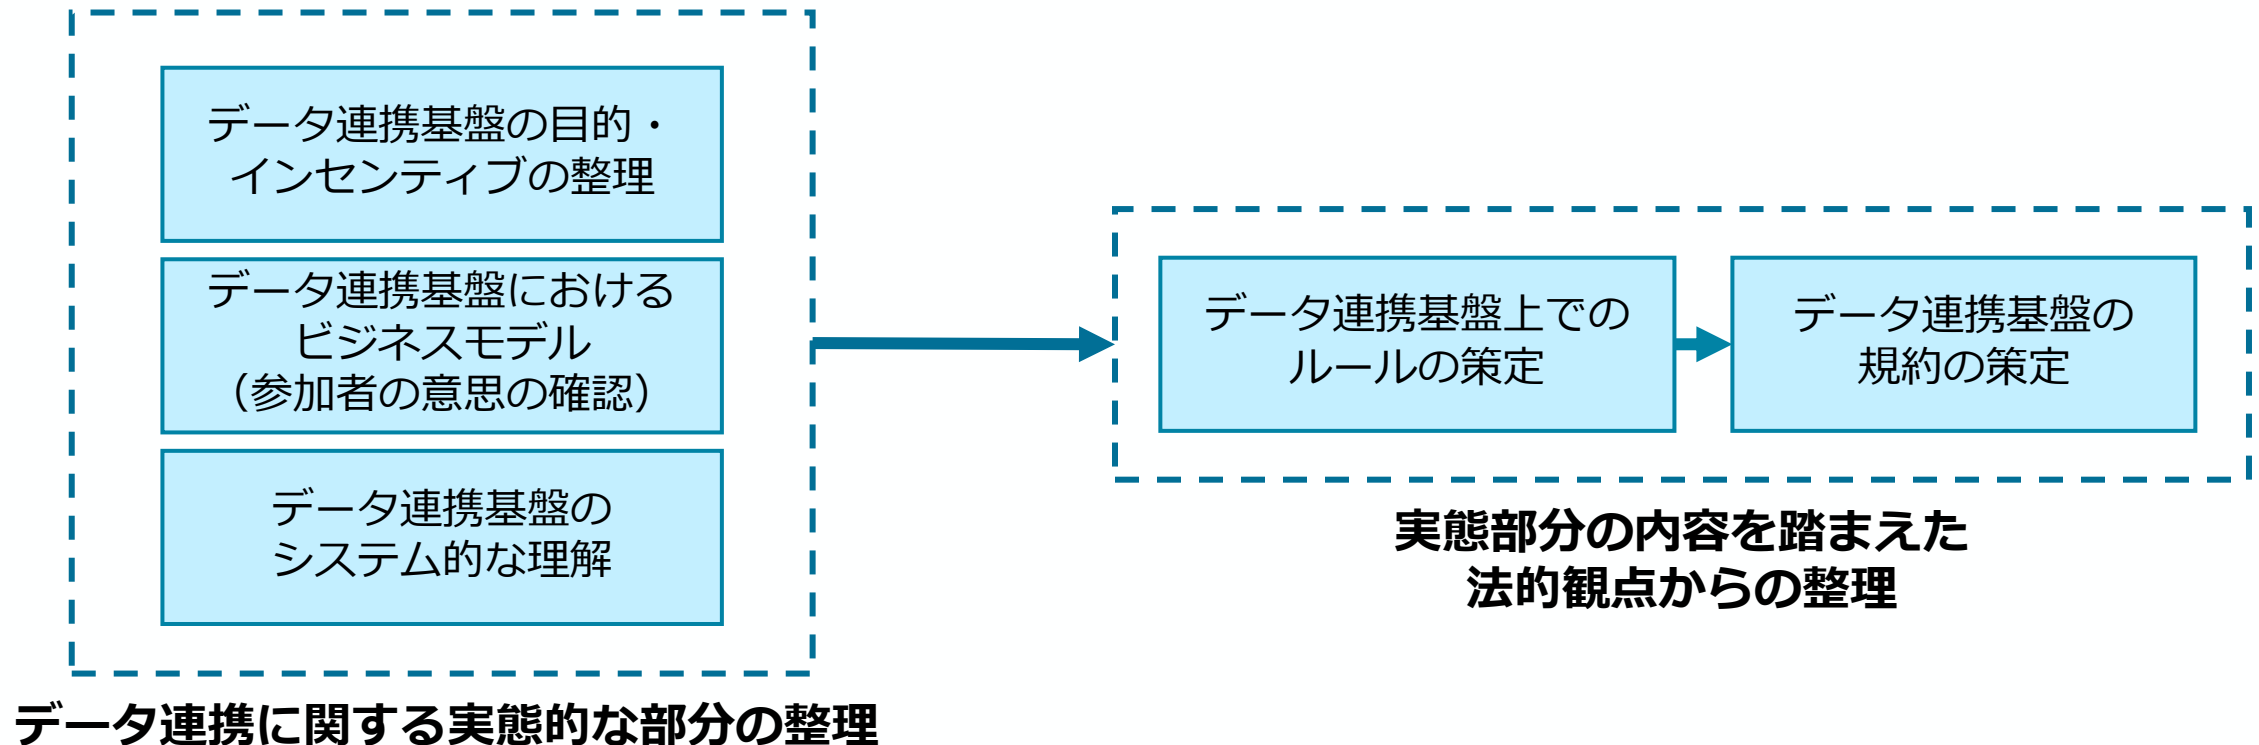 データ連携基盤の目的・
インセンティブの整理
データ連携基盤における
ビジネスモデル
（参加者の意思の確認）
データ連携基盤の
システム的な理解
データ連携に関する実態的な部分の整理
データ連携基盤上での
ルールの策定
データ連携基盤の
規約の策定
実態部分の内容を踏まえた
法的観点からの整理